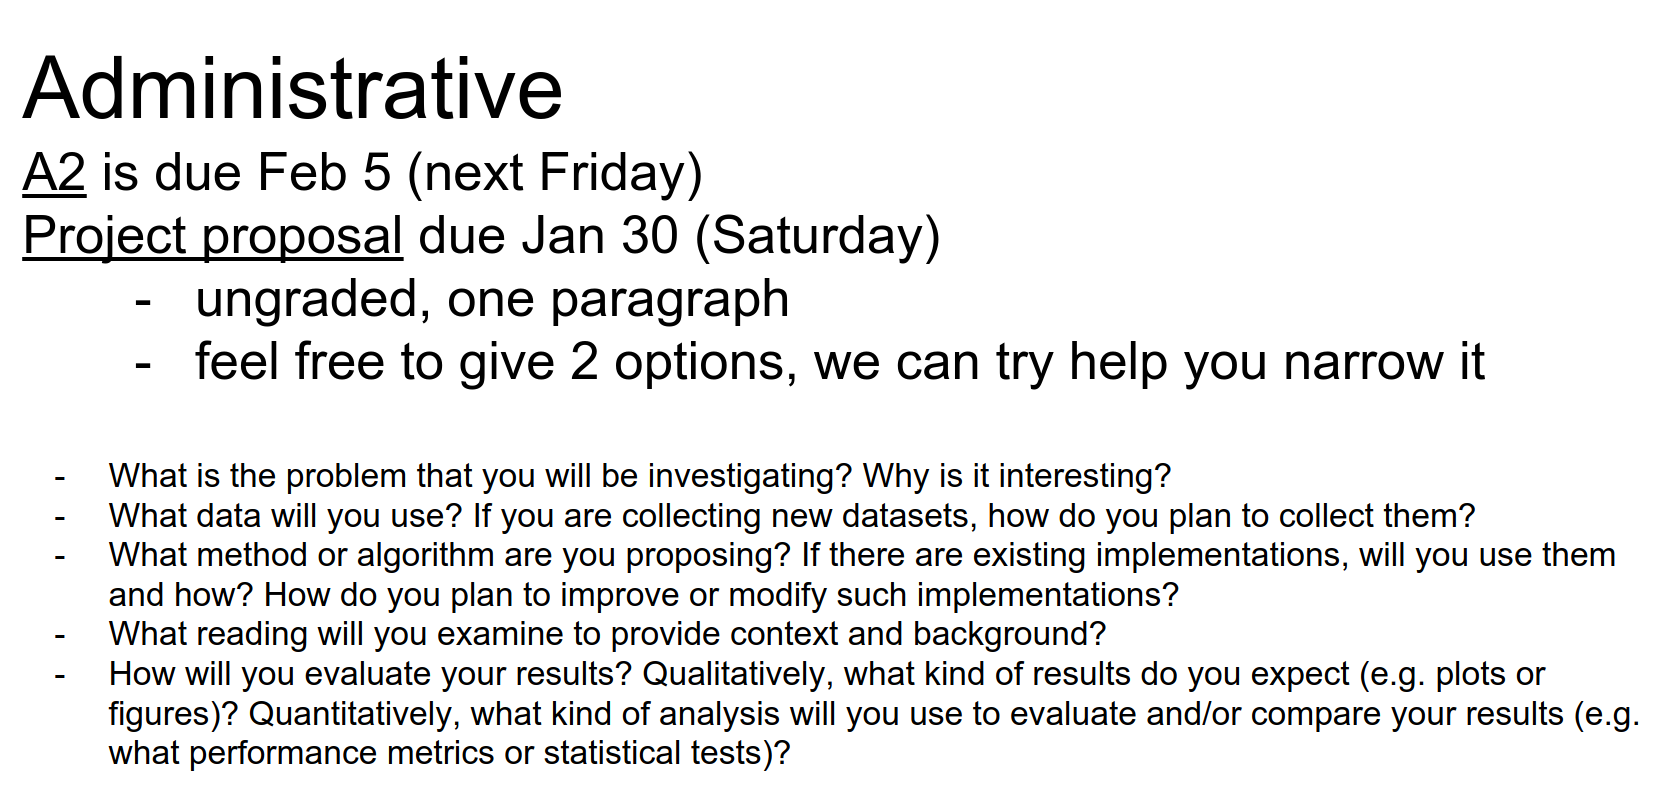 Administrative
A2 is due Feb 5 (next Friday)
Project proposal due Jan 30 (Saturday)
- ungraded, one paragraph
- feel free to give 2 options, we can try help you narrow it
- What is the problem that you will be investigating? Why is it interesting?
- What data will you use? If you are collecting new datasets, how do you plan to collect them?
- What method or algorithm are you proposing? If there are existing implementations, will you use them
and how? How do you plan to improve or modify such implementations?
- What reading will you examine to provide context and background?
- How will you evaluate your results? Qualitatively, what kind of results do you expect (e.g. plots or
figures)? Quantitatively, what kind of analysis will you use to evaluate and/or compare your results (e.g.
what performance metrics or statistical tests)?